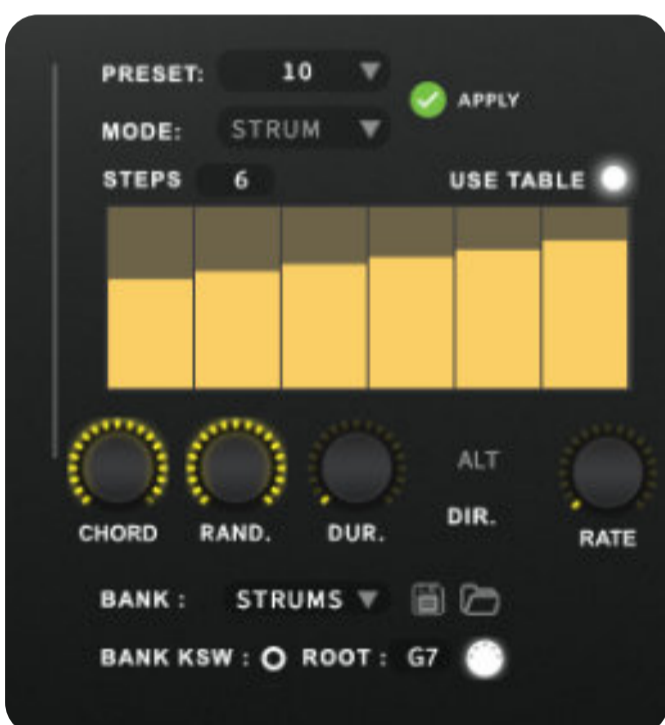 PRESET: 10
APPLY
MODE: STRUM
STEPS 6 USE TABLE
ALT
CHORD RAND. DUR. DIR. RATE
BANK : STRUMS
BANK KSW : ROOT : G7